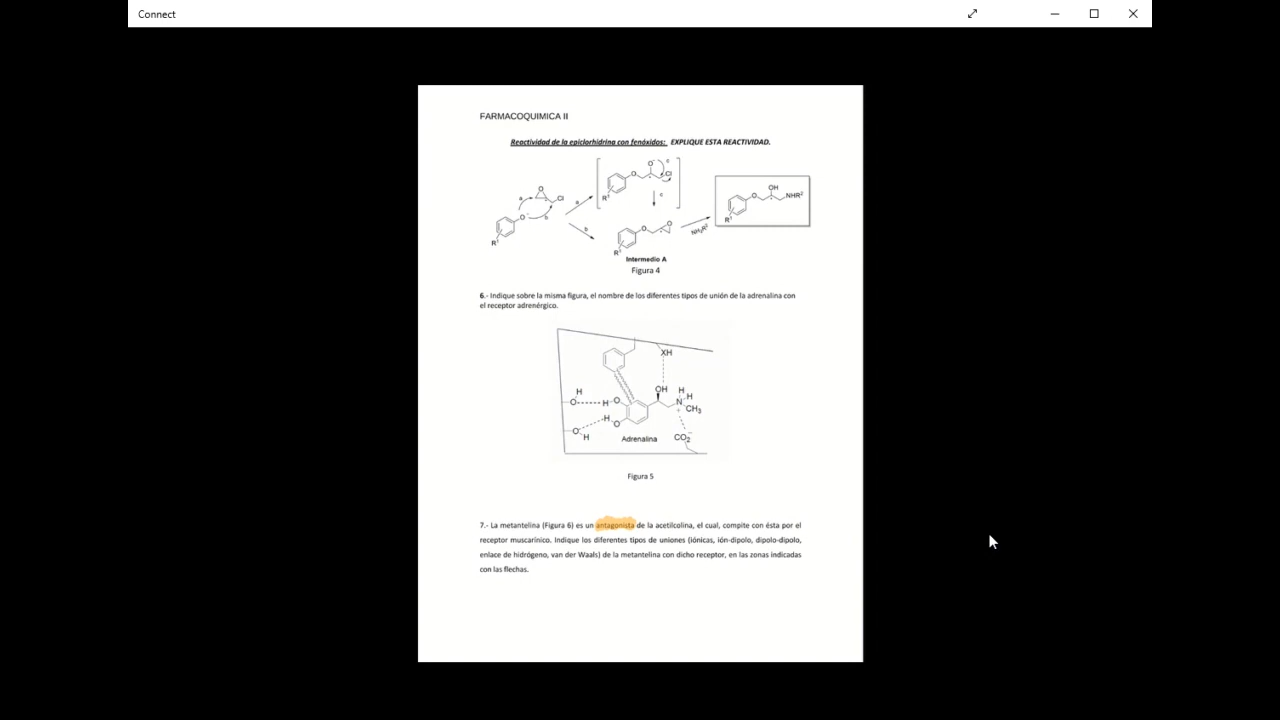 Connect
FARMACOQUIMICA II
Reactividad de la epiclorhidrina con fenóxidos: EXPLIQUE ESTA REACTIVIDAD.
O⁻ c
O Cl
R¹
a O Cl
O⁻ b
R¹
a
c
b
O O
R¹
NH₂R²
OH
O NHR²
R¹
Intermedio A
Figura 4
6.- Indique sobre la misma figura, el nombre de los diferentes tipos de unión de la adrenalina con
el receptor adrenérgico.
XH
OH H
H
N H
+ CH₃
H
O H O
H
O
O H
Adrenalina
CO₂⁻
Figura 5
7.- La metantelina (Figura 6) es un antagonista de la acetilcolina, el cual, compite con ésta por el
receptor muscarínico. Indique los diferentes tipos de uniones (iónicas, ión-dipolo, dipolo-dipolo,
enlace de hidrógeno, van der Waals) de la metantelina con dicho receptor, en las zonas indicadas
con las flechas.